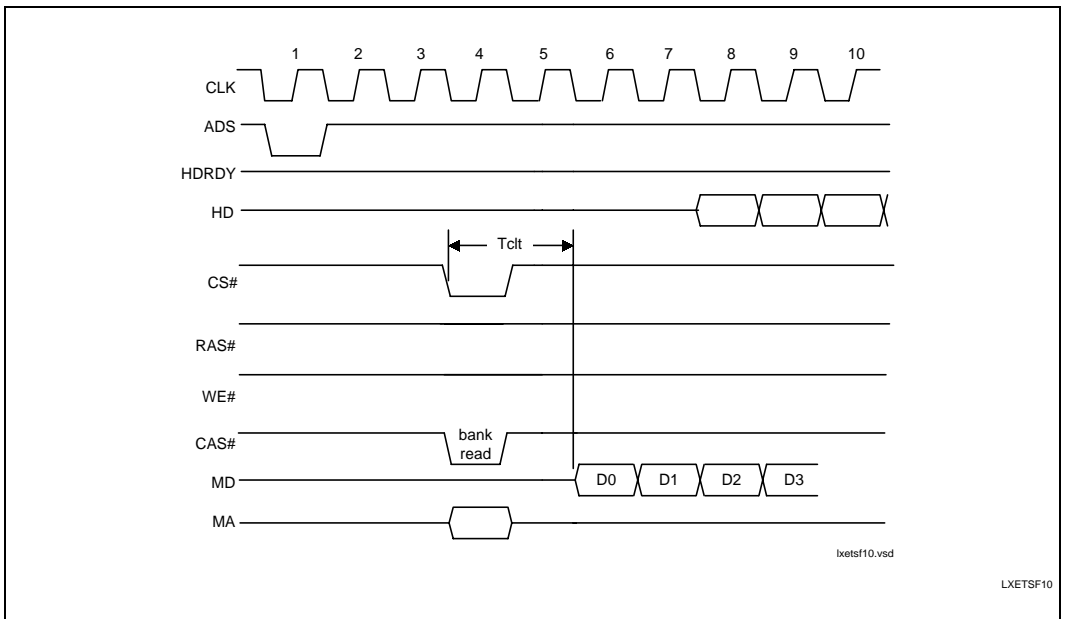 1 2 3 4 5 6 7 8 9 10
CLK
ADS
HDRDY
HD
Tclt
CS#
RAS#
WE#
CAS#
bank
read
MD
D0 D1 D2 D3
MA
lxetsf10.vsd
LXETSF10